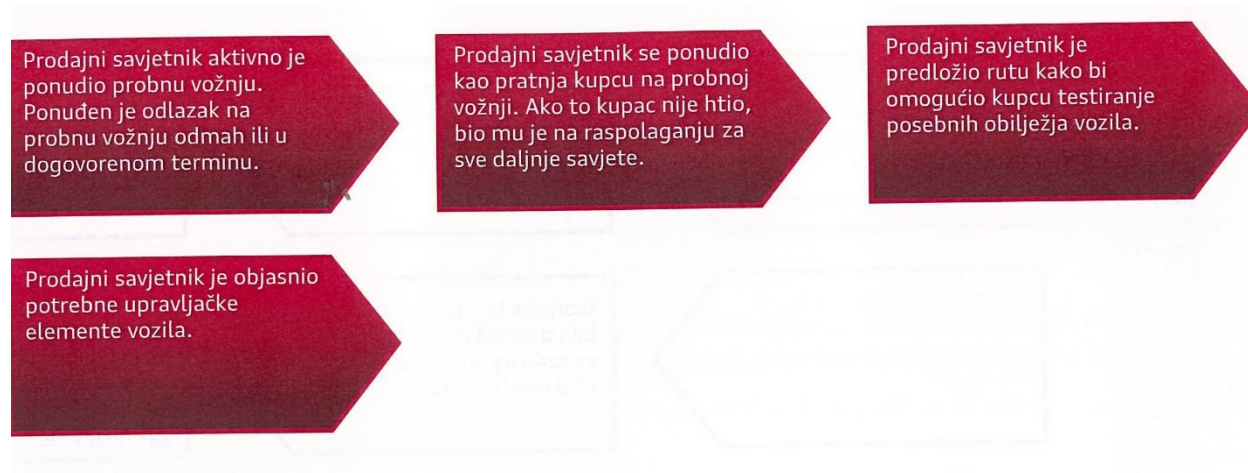 Prodajni savjetnik aktivno je
ponudio probnu vožnju.
Ponuđen je odlazak na
probnu vožnju odmah ili u
dogovorenom terminu.
Prodajni savjetnik se ponudio
kao pratnja kupcu na probnoj
vožnji. Ako to kupac nije htio,
bio mu je na raspolaganju za
sve daljnje savjete.
Prodajni savjetnik je
predložio rutu kako bi
omogućio kupcu testiranje
posebnih obilježja vozila.
Prodajni savjetnik je objasnio
potrebne upravljačke
elemente vozila.